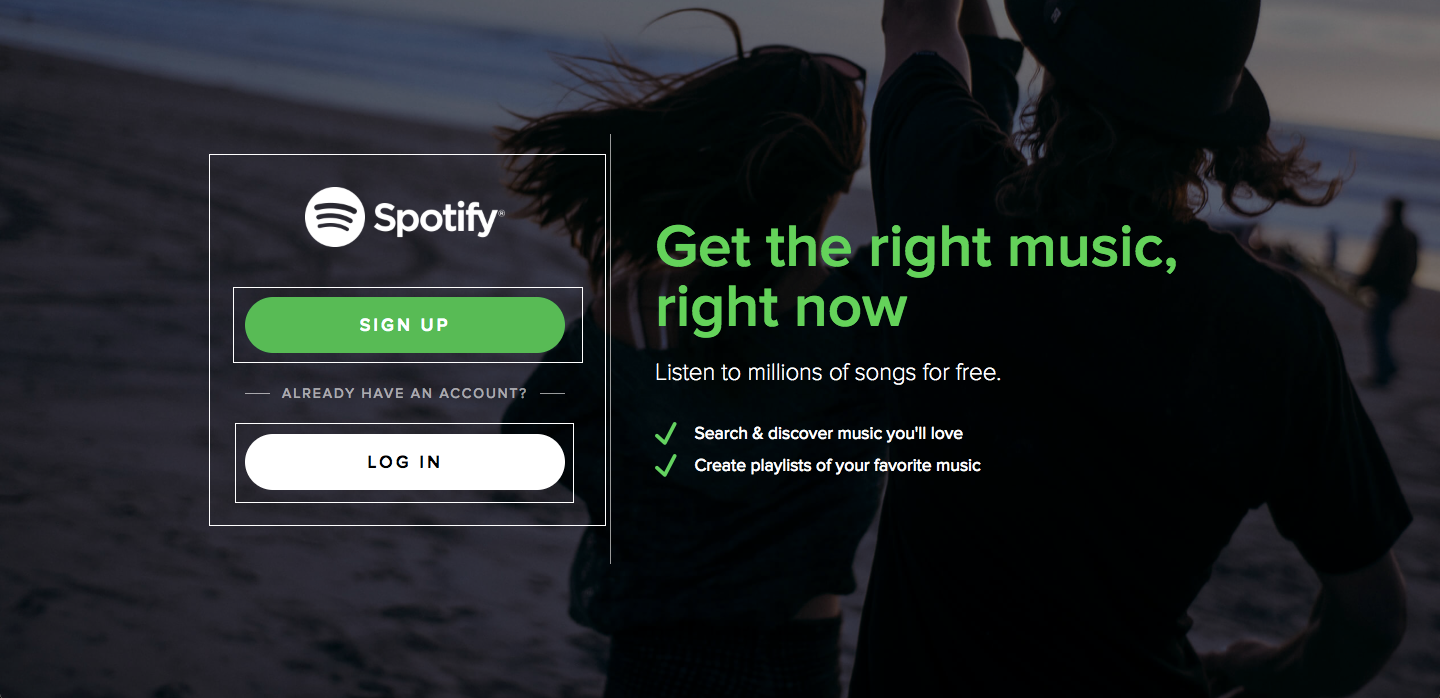 Spotify®
SIGN UP
ALREADY HAVE AN ACCOUNT?
LOG IN
Get the right music,
right now
Listen to millions of songs for free.
Search & discover music you'll love
Create playlists of your favorite music